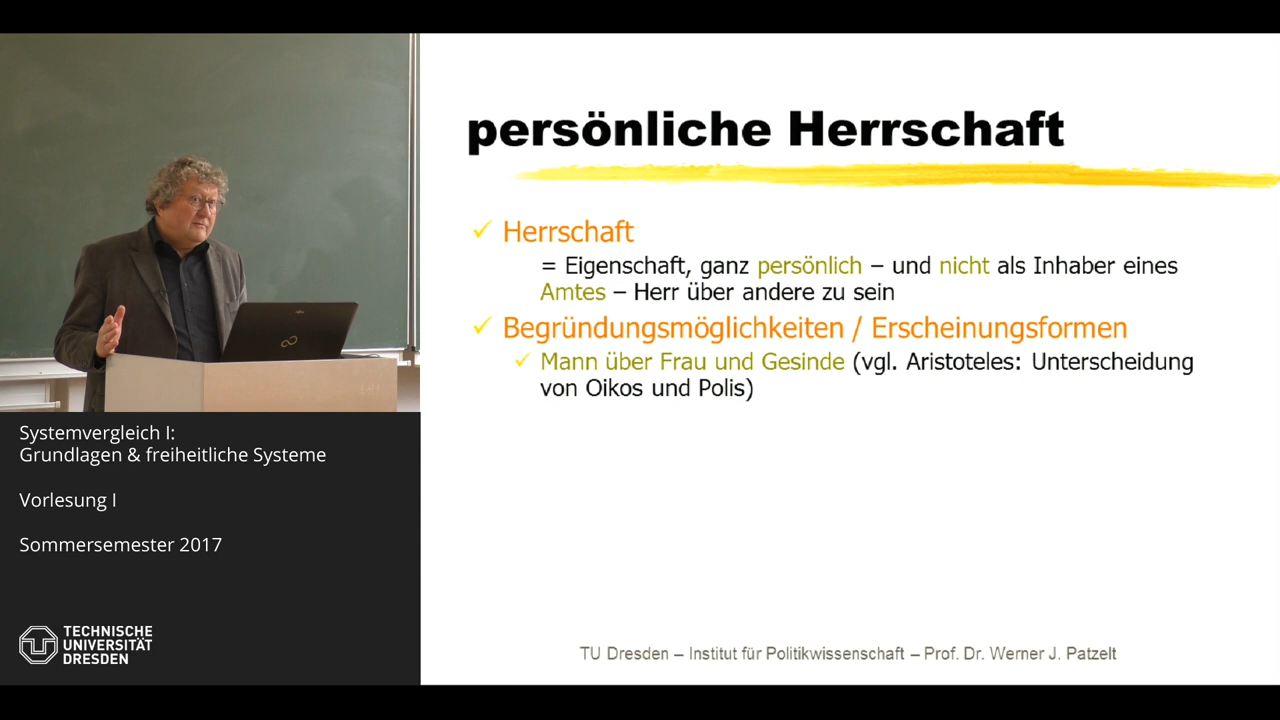 persönliche Herrschaft
Herrschaft
= Eigenschaft, ganz persönlich – und nicht als Inhaber eines
Amtes – Herr über andere zu sein
Begründungsmöglichkeiten / Erscheinungsformen
Mann über Frau und Gesinde (vgl. Aristoteles: Unterscheidung
von Oikos und Polis)
TU Dresden – Institut für Politikwissenschaft – Prof. Dr. Werner J. Patzelt
Systemvergleich I:
Grundlagen & freiheitliche Systeme
Vorlesung I
Sommersemester 2017
TECHNISCHE
UNIVERSITÄT
DRESDEN